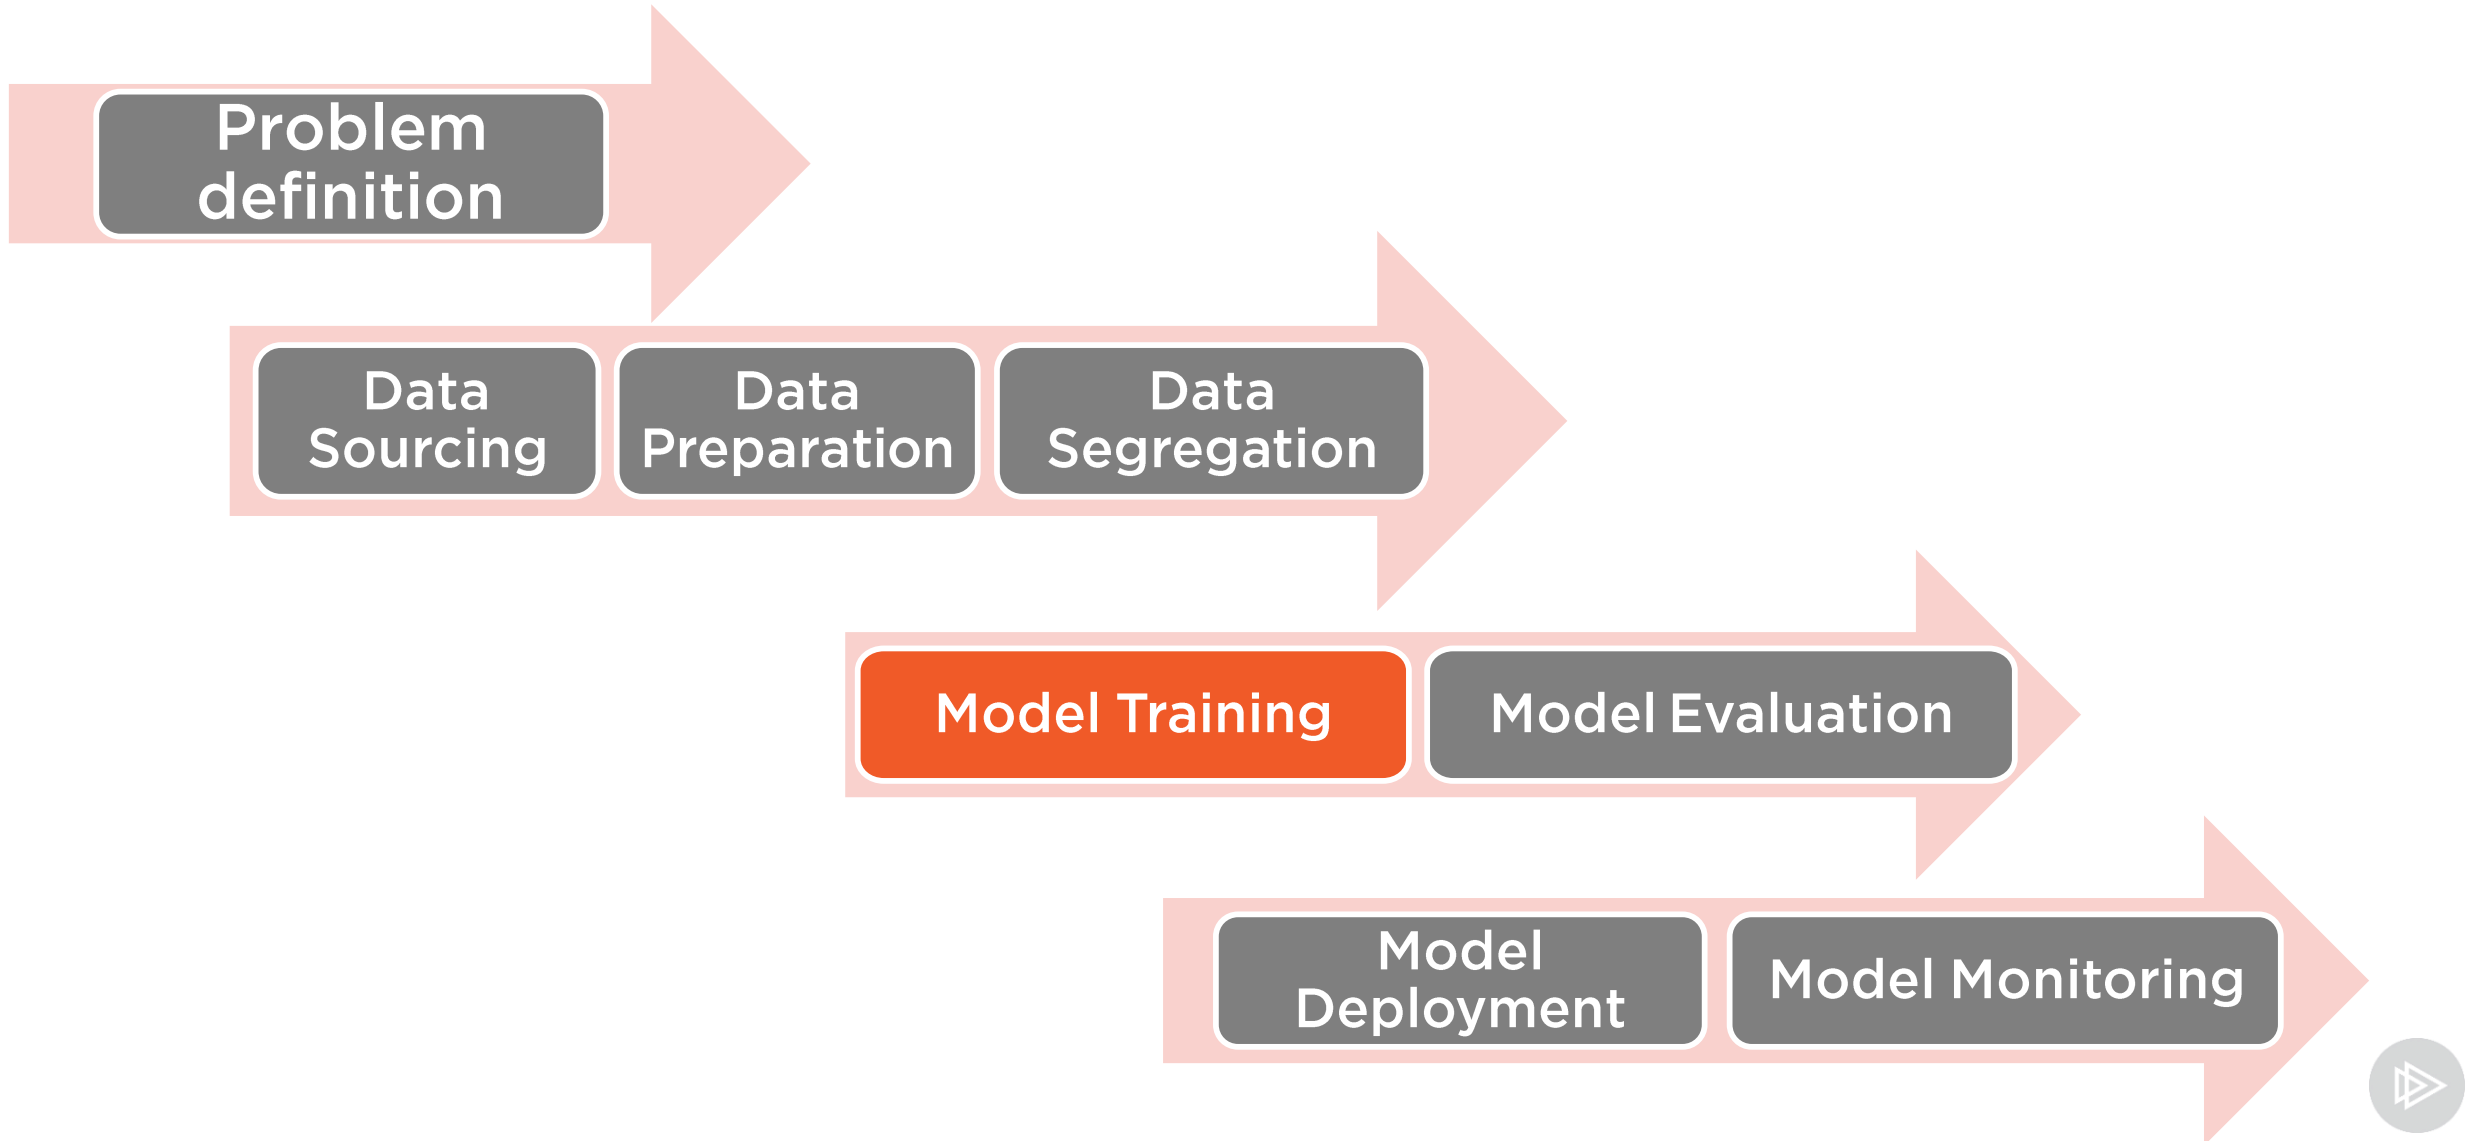 Problem
definition
Data
Sourcing
Data
Preparation
Data
Segregation
Model Training
Model Evaluation
Model
Deployment
Model Monitoring